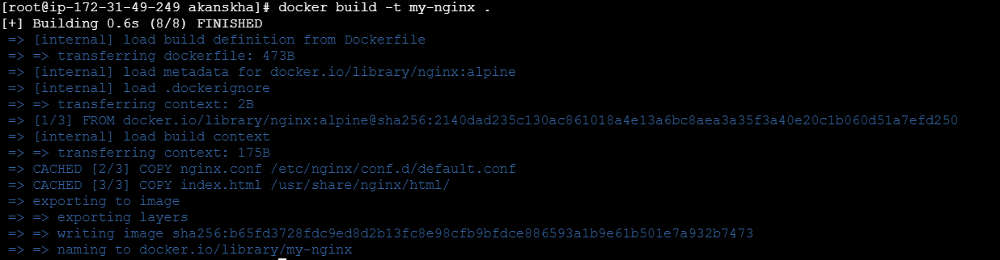 [root@ip-172-31-49-249 akanskha]# docker build -t my-nginx .
[+] Building 0.6s (8/8) FINISHED
=> [internal] load build definition from Dockerfile
=> => transferring dockerfile: 473B
=> [internal] load metadata for docker.io/library/nginx:alpine
=> [internal] load .dockerignore
=> => transferring context: 2B
=> [1/3] FROM docker.io/library/nginx:alpine@sha256:2140dad235c130ac861018a4e13a6bc8aea3a35f3a40e20c1b060d51a7efd250
=> [internal] load build context
=> => transferring context: 175B
=> CACHED [2/3] COPY nginx.conf /etc/nginx/conf.d/default.conf
=> CACHED [3/3] COPY index.html /usr/share/nginx/html/
=> exporting to image
=> => exporting layers
=> => writing image sha256:b65fd3728fdc9ed8d2b13fc8e98cfb9bfdce886593a1b9e61b501e7a932b7473
=> => naming to docker.io/library/my-nginx